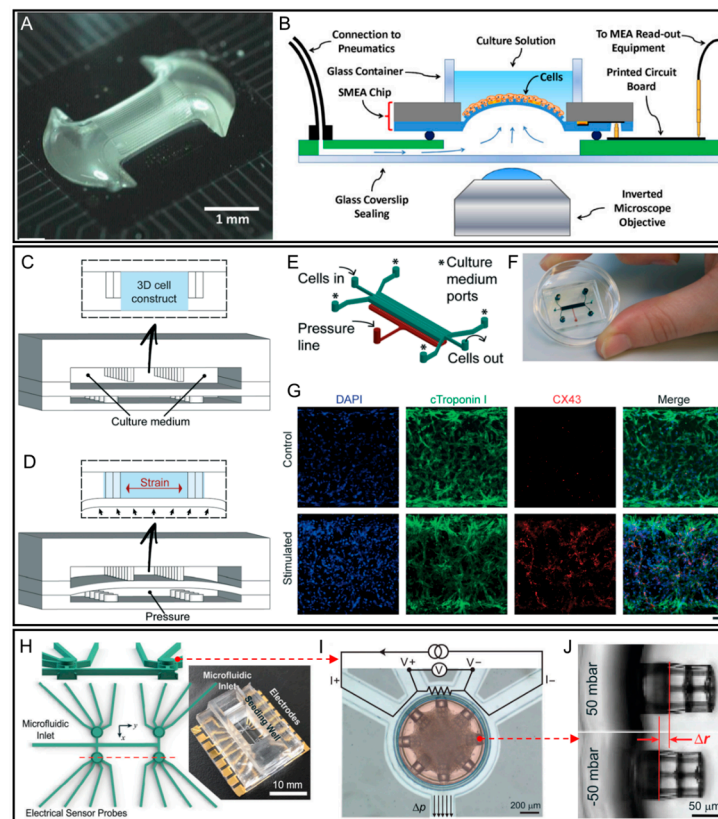 A
1 mm
B
Connection to
Pneumatics
Glass Container
SMEA Chip
Culture Solution
Cells
To MEA Read-out
Equipment
Printed Circuit
Board
Glass Coverslip
Sealing
Inverted
Microscope
Objective
C
3D cell
construct
Culture medium
D
Strain
Pressure
E
Cells in
*
*
*
*
*Culture
medium
ports
Pressure
line
Cells out
F
G
DAPI
cTroponin I
CX43
Merge
Control
Stimulated
H
Microfluidic
Inlet
y
x
Electrical Sensor Probes
Microfluidic
Inlet
Seeding Well
Electrodes
10 mm
I
V+
V
V−
I+
I−
Δp
200 μm
J
50 mbar
Δr
-50 mbar
50 μm